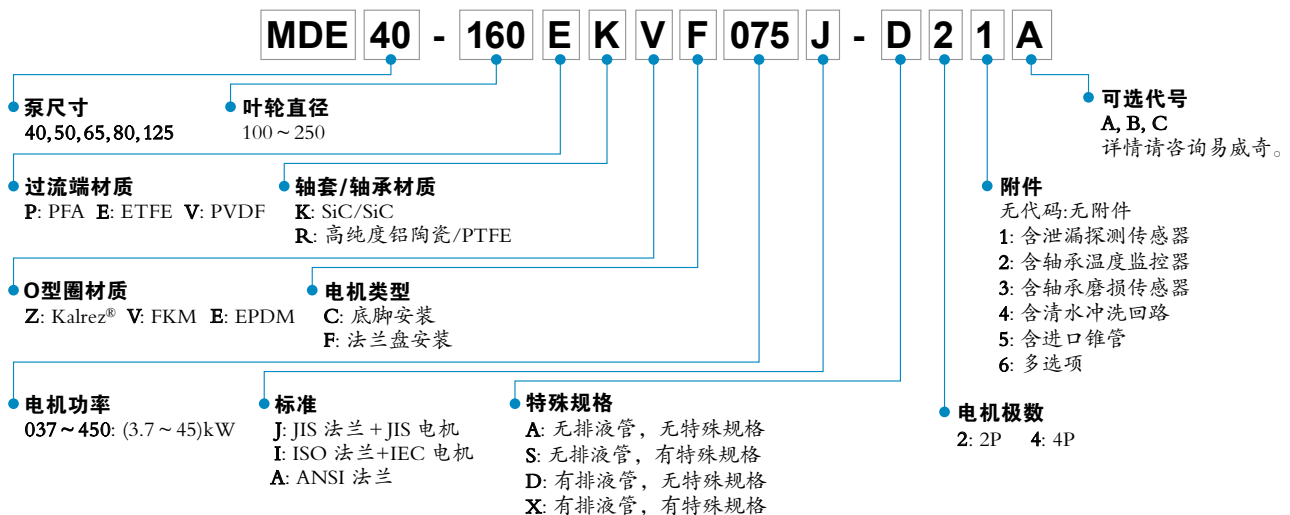 MDE 40 - 160 E K V F 075 J - D 2 1 A
泵尺寸
40,50,65,80,125
叶轮直径
100～250
可选代号
A, B, C
详情请咨询易威奇。
过流端材质
P: PFA E: ETFE V: PVDF
轴套/轴承材质
K: SiC/SiC
R: 高纯度铝陶瓷/PTFE
附件
无代码:无附件
1: 含泄漏探测传感器
2: 含轴承温度监控器
3: 含轴承磨损传感器
4: 含清水冲洗回路
5: 含进口锥管
6: 多选项
O型圈材质
Z: Kalrez® V: FKM E: EPDM
电机类型
C: 底脚安装
F: 法兰盘安装
电机功率
037～450: (3.7～45)kW
标准
J: JIS 法兰＋JIS 电机
I: ISO 法兰+IEC 电机
A: ANSI 法兰
特殊规格
A: 无排液管，无特殊规格
S: 无排液管，有特殊规格
D: 有排液管，无特殊规格
X: 有排液管，有特殊规格
电机极数
2: 2P 4: 4P